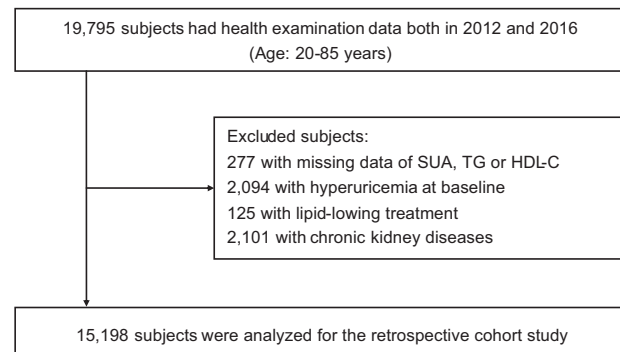 19,795 subjects had health examination data both in 2012 and 2016
(Age: 20-85 years)
Excluded subjects:
277 with missing data of SUA, TG or HDL-C
2,094 with hyperuricemia at baseline
125 with lipid-lowing treatment
2,101 with chronic kidney diseases
15,198 subjects were analyzed for the retrospective cohort study